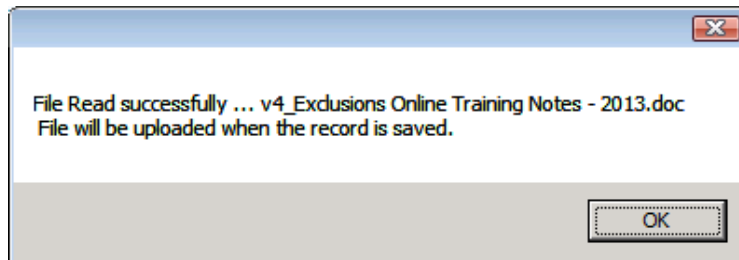 File Read successfully ... v4_Exclusions Online Training Notes - 2013.doc
File will be uploaded when the record is saved.
OK